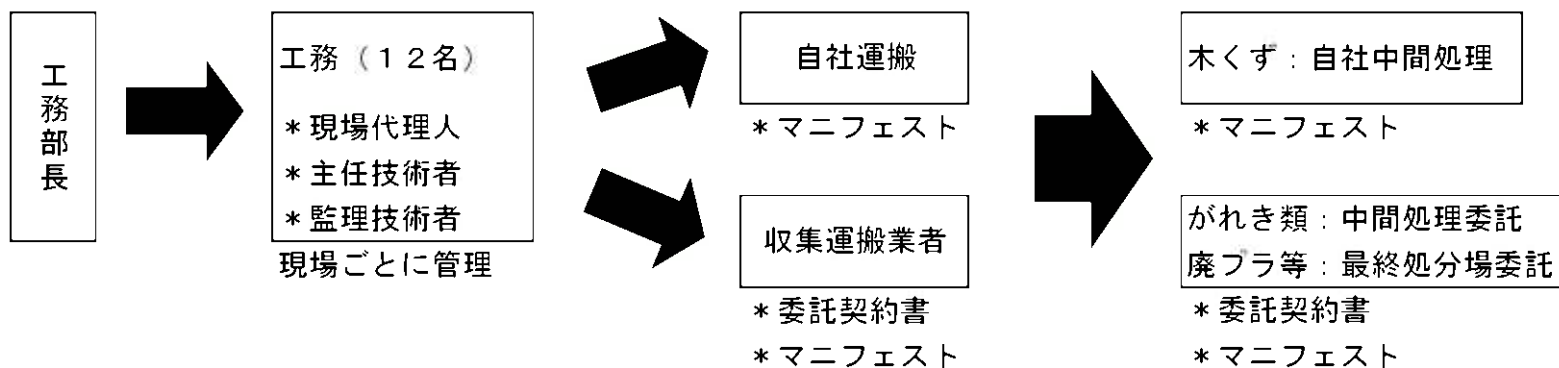 工務部長
工務（１２名）
＊現場代理人
＊主任技術者
＊監理技術者
現場ごとに管理
自社運搬
＊マニフェスト
収集運搬業者
＊委託契約書
＊マニフェスト
木くず：自社中間処理
＊マニフェスト
がれき類：中間処理委託
廃プラ等：最終処分場委託
＊委託契約書
＊マニフェスト